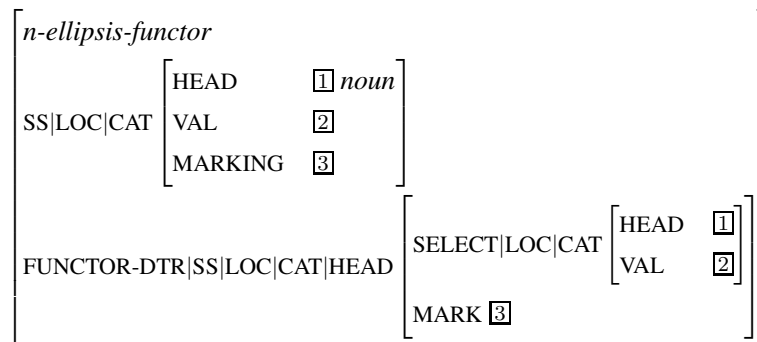 n-ellipsis-functor
SS|LOC|CAT [HEAD 1 noun
VAL 2
MARKING 3]
FUNCTOR-DTR|SS|LOC|CAT|HEAD [SELECT|LOC|CAT [HEAD 1
VAL 2]
MARK 3]